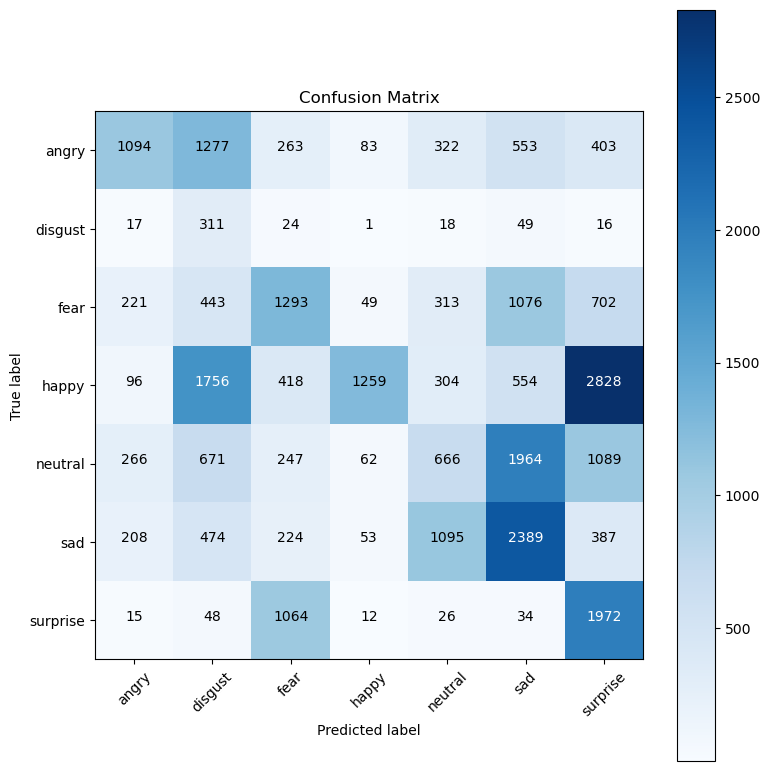 Confusion Matrix
angry 1094 1277 263 83 322 553 403
disgust 17 311 24 1 18 49 16
fear 221 443 1293 49 313 1076 702
happy 96 1756 418 1259 304 554 2828
neutral 266 671 247 62 666 1964 1089
sad 208 474 224 53 1095 2389 387
surprise 15 48 1064 12 26 34 1972
True label
angry disgust fear happy neutral sad surprise
Predicted label
2500
2000
1500
1000
500